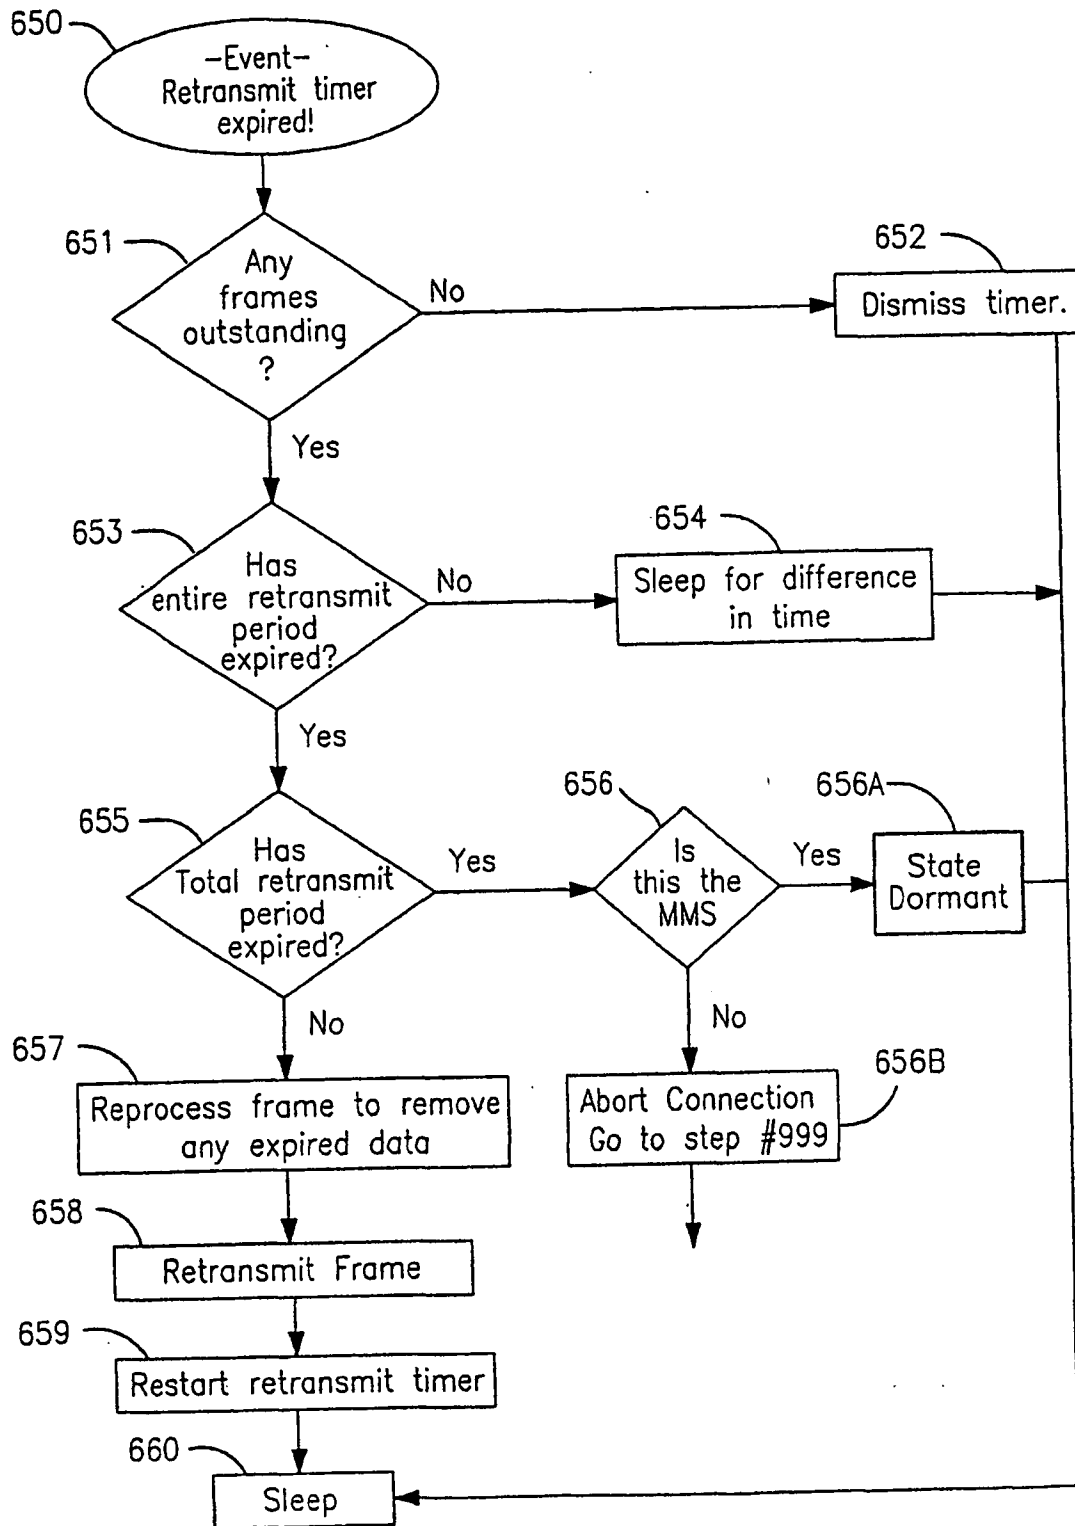 650
-Event-
Retransmit timer
expired!
651
Any
frames
outstanding
?
No
652
Dismiss timer.
Yes
653
Has
entire retransmit
period
expired?
No
654
Sleep for difference
in time
Yes
655
Has
Total retransmit
period
expired?
Yes
656
Is
this the
MMS
Yes
656A
State
Dormant
No
No
656B
Abort Connection
Go to step #999
657
Reprocess frame to remove
any expired data
658
Retransmit Frame
659
Restart retransmit timer
660
Sleep